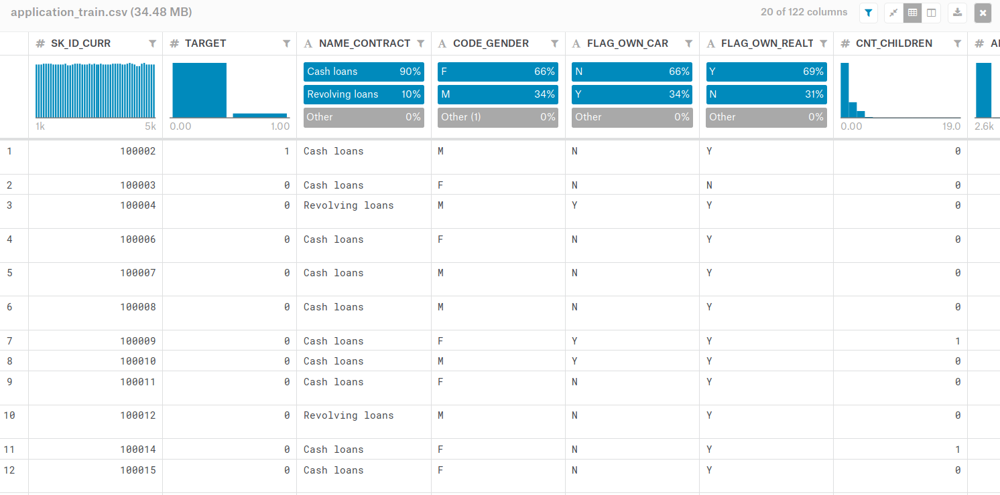 application_train.csv (34.48 MB) 20 of 122 columns
# SK_ID_CURR # TARGET A NAME_CONTRACT A CODE_GENDER A FLAG_OWN_CAR A FLAG_OWN_REALT # CNT_CHILDREN #
Cash loans 90% F 66% N 66% Y 69%
Revolving loans 10% M 34% Y 34% N 31%
Other 0% Other (1) 0% Other 0% Other 0%
1k 5k 0.00 1.00 0.00 19.0 2.6k
1 100002 1 Cash loans M N Y 0
2 100003 0 Cash loans F N N 0
3 100004 0 Revolving loans M Y Y 0
4 100006 0 Cash loans F N Y 0
5 100007 0 Cash loans M N Y 0
6 100008 0 Cash loans M N Y 0
7 100009 0 Cash loans F Y Y 1
8 100010 0 Cash loans M Y Y 0
9 100011 0 Cash loans F N Y 0
10 100012 0 Revolving loans M N Y 0
11 100014 0 Cash loans F N Y 1
12 100015 0 Cash loans F N Y 0